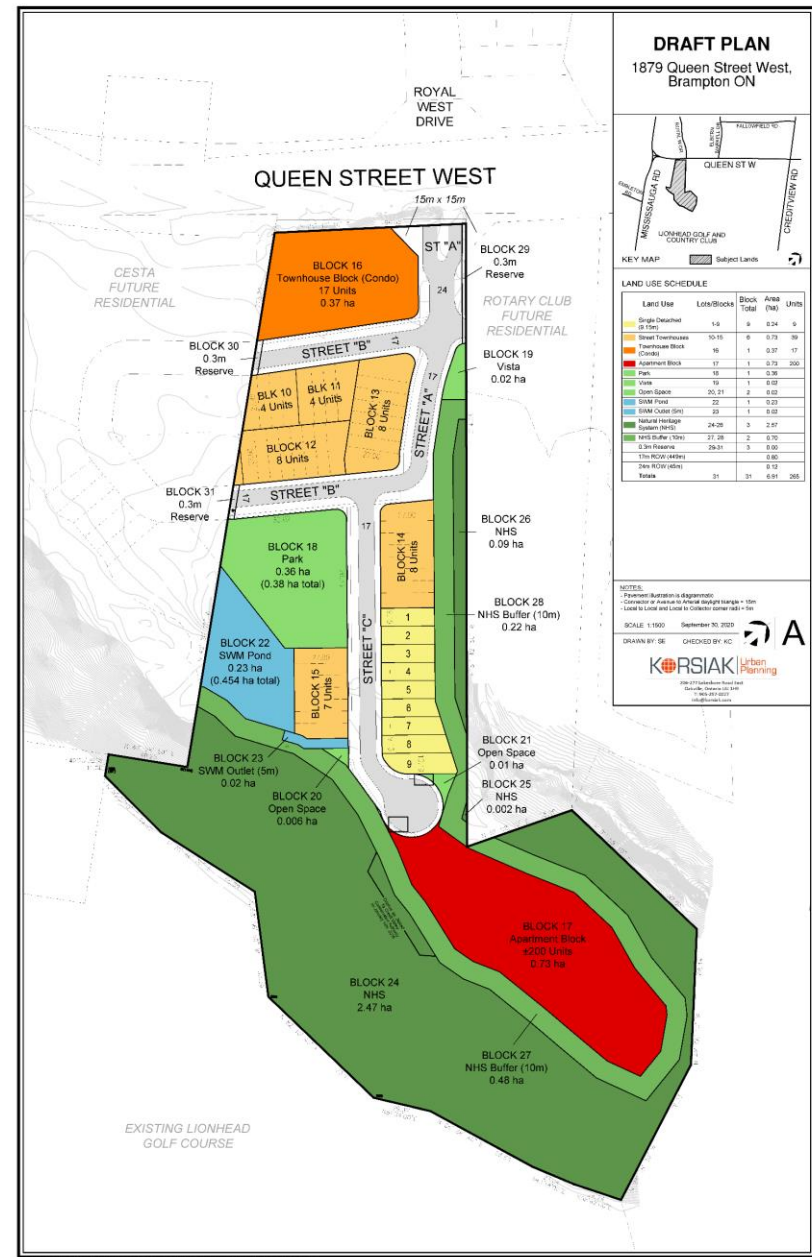 DRAFT PLAN
1879 Queen Street West,
Brampton ON
ROYAL
WEST
DRIVE
QUEEN STREET WEST
15m x 15m
CESTA
FUTURE
RESIDENTIAL
BLOCK 16
Townhouse Block (Condo)
17 Units
0.37 ha
ST "A"
24
BLOCK 29
0.3m
Reserve
ROTARY CLUB
FUTURE
RESIDENTIAL
BLOCK 30
0.3m
Reserve
STREET "B"
17
17
BLOCK 19
Vista
0.02 ha
STREET "A"
BLK 10
4 Units
BLK 11
4 Units
BLOCK 13
8 Units
BLOCK 12
8 Units
BLOCK 31
0.3m
Reserve
17
STREET "B"
17
BLOCK 14
8 Units
BLOCK 26
NHS
0.09 ha
BLOCK 18
Park
0.36 ha
(0.38 ha total)
BLOCK 28
NHS Buffer (10m)
0.22 ha
BLOCK 22
SWM Pond
0.23 ha
(0.454 ha total)
STREET "C"
BLOCK 15
7 Units
1
2
3
4
5
6
7
8
9
BLOCK 23
SWM Outlet (5m)
0.02 ha
BLOCK 20
Open Space
0.006 ha
BLOCK 21
Open Space
0.01 ha
BLOCK 25
NHS
0.002 ha
BLOCK 17
Apartment Block
±200 Units
0.73 ha
BLOCK 24
NHS
2.47 ha
BLOCK 27
NHS Buffer (10m)
0.48 ha
EXISTING LIONHEAD
GOLF COURSE
QUEEN ST W
MISSISSAUGA RD
CREDITVIEW RD
LIONHEAD GOLF AND
COUNTRY CLUB
KEY MAP Subject Lands
LAND USE SCHEDULE
Land Use Lots/Blocks Block Total Area (ha) Units
Single Detached (9.15m) 1-9 9 0.34 9
Street Townhouses 10-15 6 0.73 39
Townhouse Block (Condo) 16 1 0.37 17
Apartment Block 17 1 0.73 200
Park 18 1 0.36
Vista 19 1 0.02
Open Space 20, 21 2 0.02
SWM Pond 22 1 0.23
SWM Outlet (5m) 23 1 0.02
Natural Heritage System (NHS) 24-26 3 2.57
NHS Buffer (10m) 27, 28 2 0.70
0.3m Reserve 29-31 3 0.00
17m ROW (449m) 0.80
24m ROW (45m) 0.12
Totals 31 31 6.91 265
NOTES:
- Pavement illustration is diagrammatic
- Connector or Avenue to Arterial daylight triangle = 15m
- Local to Local and Local to Collector corner radii = 5m
SCALE 1:1500 September 30, 2020
DRAWN BY: SE CHECKED BY: KC
A
KORSIAK Urban
Planning